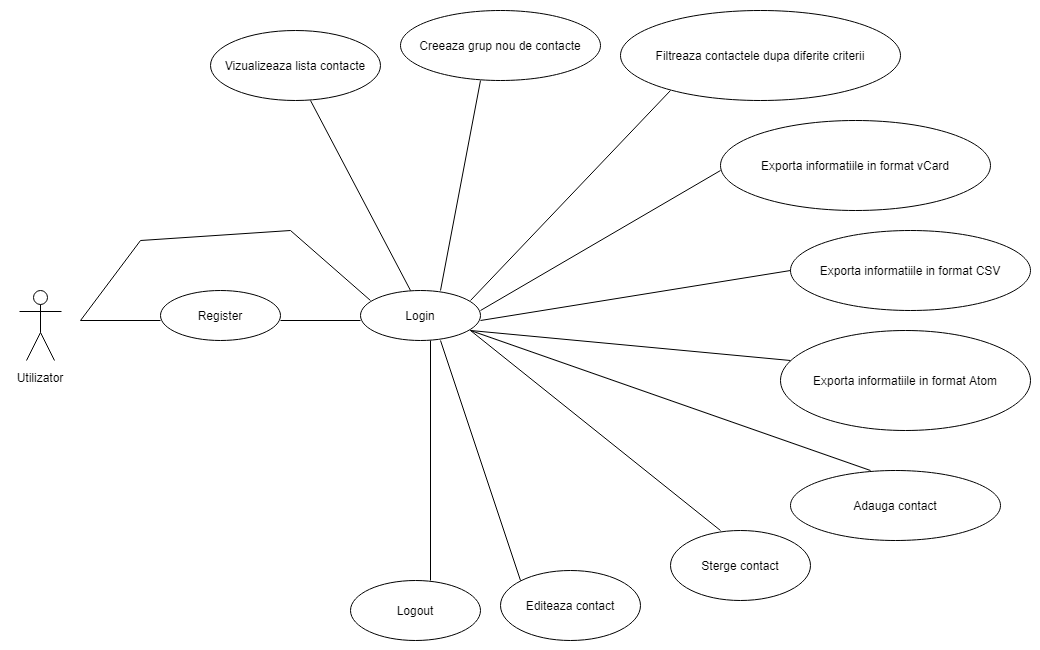 Creeaza grup nou de contacte
Vizualizeaza lista contacte
Filtreaza contactele dupa diferite criterii
Exporta informatiile in format vCard
Exporta informatiile in format CSV
Register
Login
Utilizator
Exporta informatiile in format Atom
Adauga contact
Sterge contact
Editeaza contact
Logout